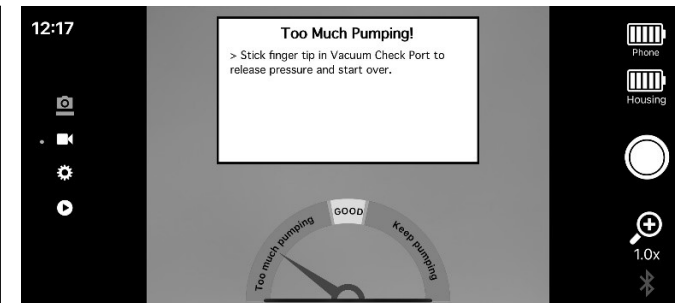 12:17
Too Much Pumping!
> Stick finger tip in Vacuum Check Port to
release pressure and start over.
Phone
Housing
Too much pumping
GOOD
Keep pumping
1.0x